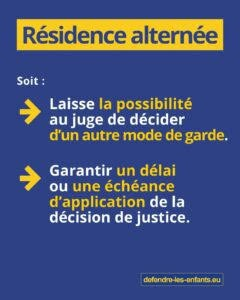 Résidence alternée
Soit :
Laisse la possibilité
au juge de décider
d'un autre mode de garde.
Garantir un délai
ou une échéance
d'application de la
décision de justice.
defendre-les-enfants.eu